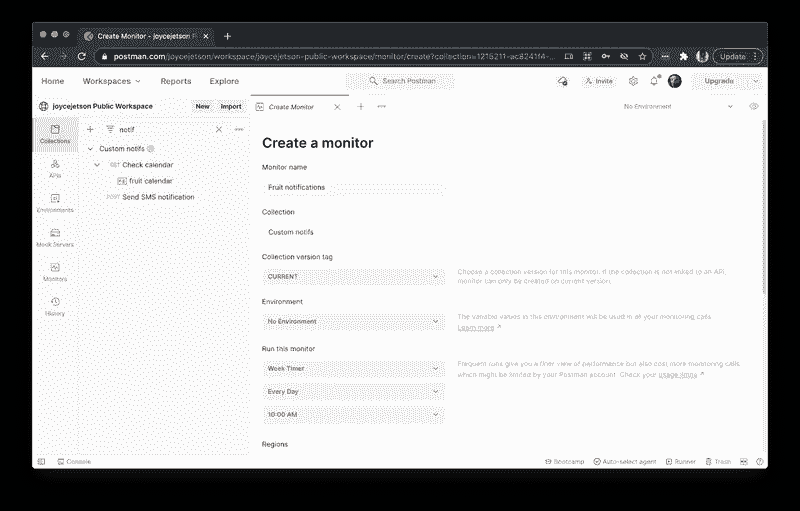 Create Monitor - joycejetson P
postman.com/joycejetson/workspace/joycejetson-public-workspace/monitor/create?collection=1215211-ac8241f4-...
Update
Home Workspaces Reports Explore
Search Postman
Invite
Upgrade
joycejetson Public Workspace
New Import
Create Monitor
No Environment
Collections
APIs
Environments
Mock Servers
Monitors
History
notif
Custom notifs
GET Check calendar
fruit calendar
POST Send SMS notification
Create a monitor
Monitor name
Fruit notifications
Collection
Custom notifs
Collection version tag
CURRENT
Choose a collection version for this monitor. If the collection is not linked to an API,
monitor can only be created on current version.
Environment
No Environment
The variable values in this environment will be used in all your monitoring calls.
Learn more
Run this monitor
Week Timer
Frequent runs give you a finer view of performance but also cost more monitoring calls,
which might be limited by your Postman account. Check your usage limits
Every Day
10:00 AM
Regions
Console
Bootcamp Auto-select agent Runner Trash